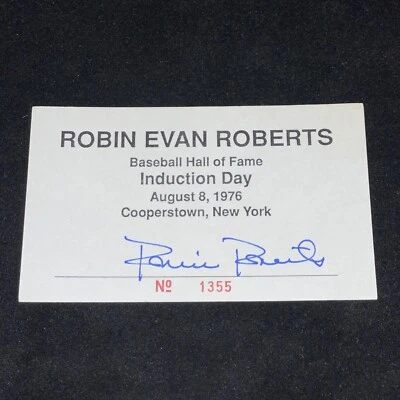 ROBIN EVAN ROBERTS
Baseball Hall of Fame
Induction Day
August 8, 1976
Cooperstown, New York
Robin Roberts
Nº 1355